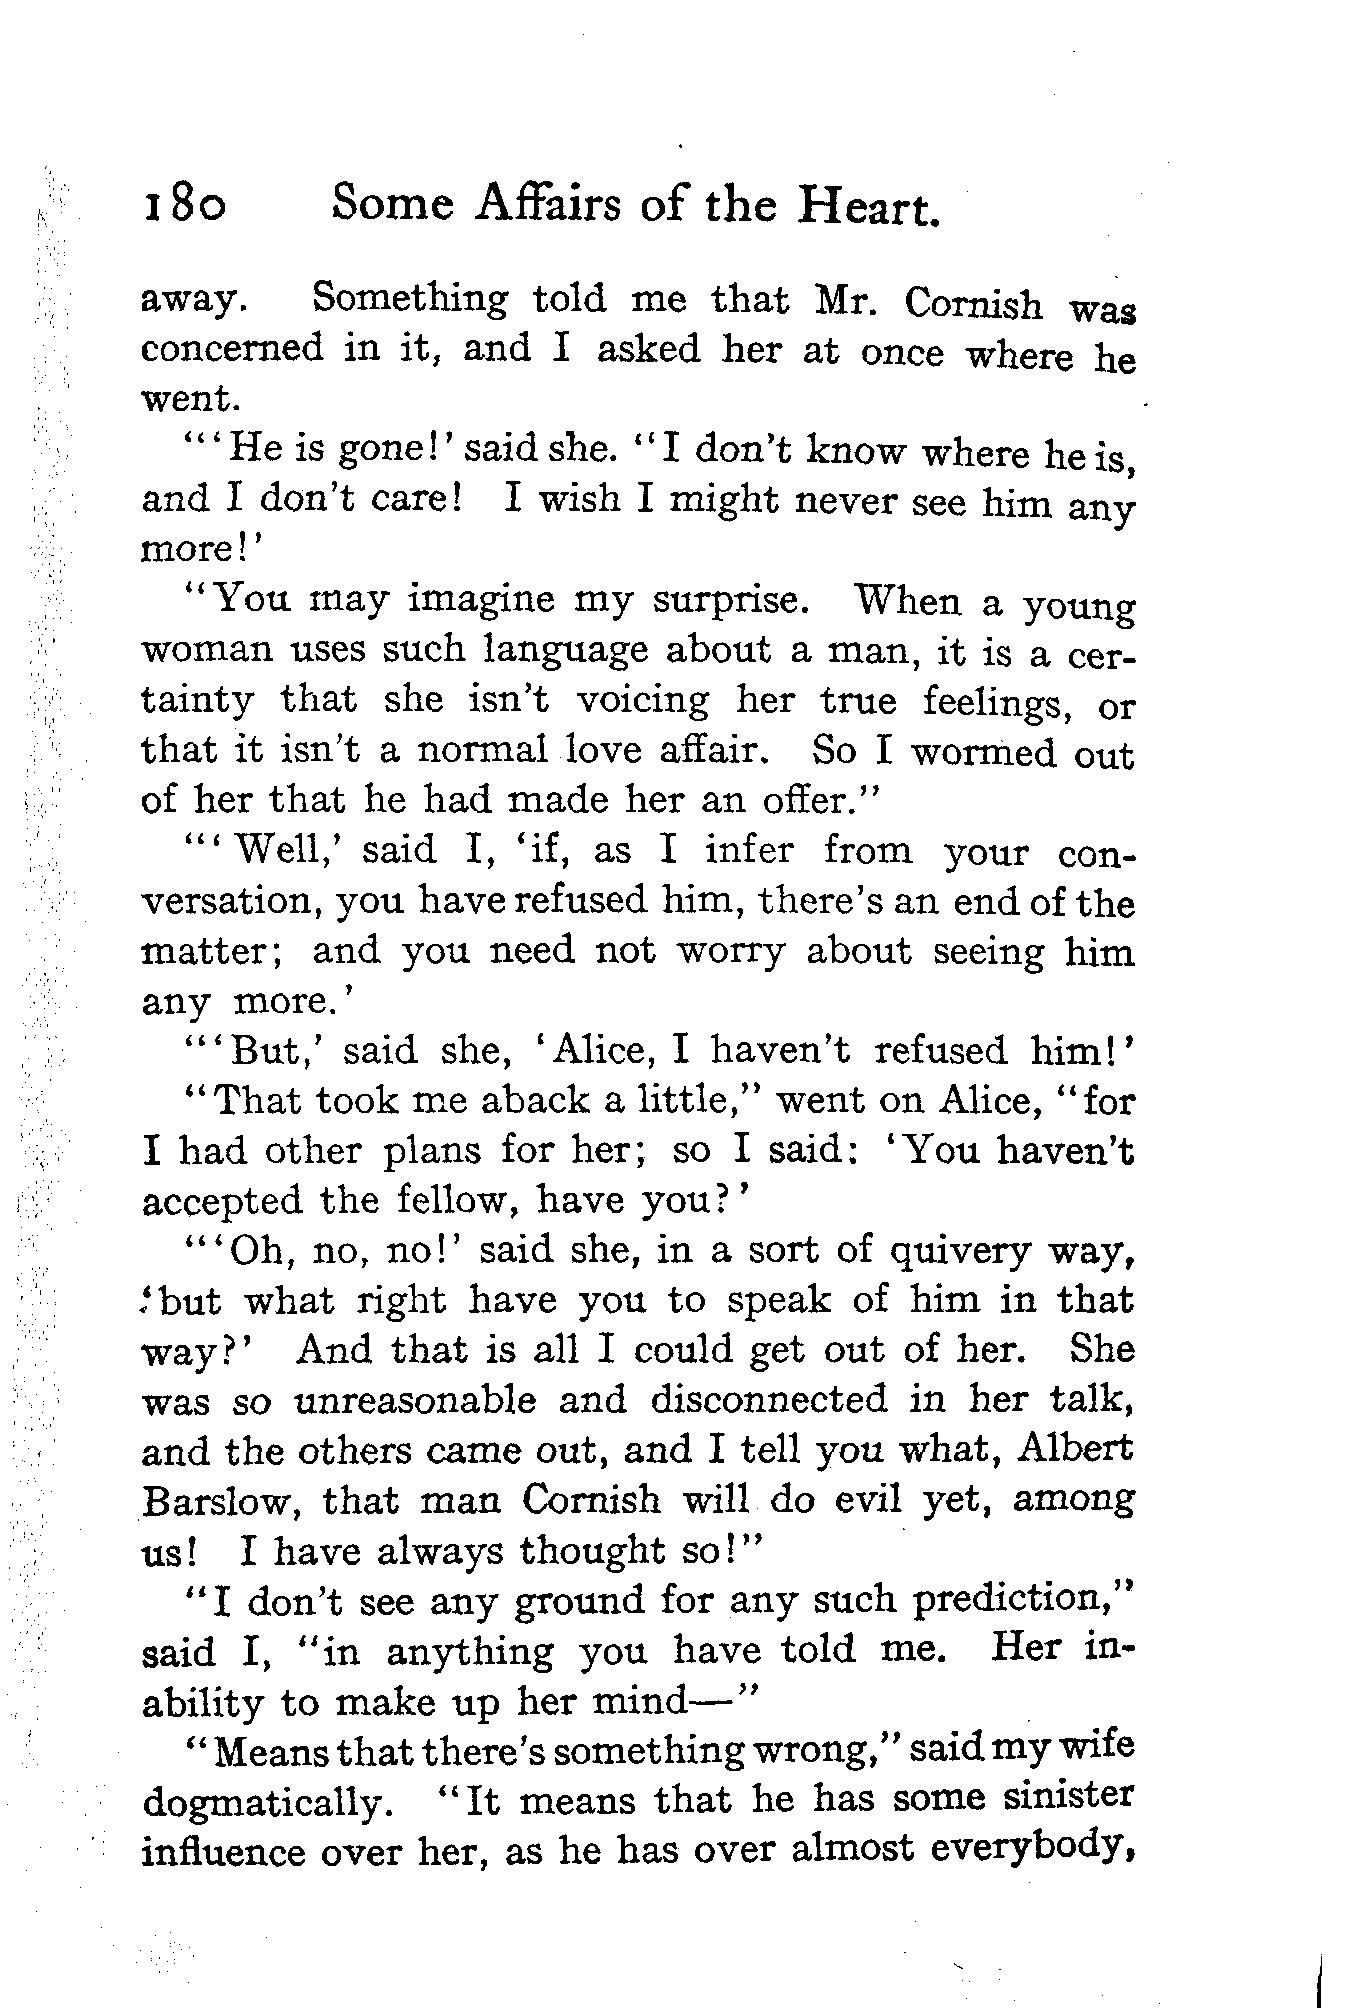 180 Some Affairs of the Heart.
away. Something told me that Mr. Cornish was
concerned in it, and I asked her at once where he
went.
"'He is gone!' said she. "I don't know where he is,
and I don't care! I wish I might never see him any
more!'
"You may imagine my surprise. When a young
woman uses such language about a man, it is a cer-
tainty that she isn't voicing her true feelings, or
that it isn't a normal love affair. So I wormed out
of her that he had made her an offer."
"'Well,' said I, 'if, as I infer from your con-
versation, you have refused him, there's an end of the
matter; and you need not worry about seeing him
any more.'
"'But,' said she, 'Alice, I haven't refused him!'
"That took me aback a little," went on Alice, "for
I had other plans for her; so I said: 'You haven't
accepted the fellow, have you?'
"'Oh, no, no!' said she, in a sort of quivery way,
'but what right have you to speak of him in that
way?' And that is all I could get out of her. She
was so unreasonable and disconnected in her talk,
and the others came out, and I tell you what, Albert
Barslow, that man Cornish will do evil yet, among
us! I have always thought so!"
"I don't see any ground for any such prediction,"
said I, "in anything you have told me. Her in-
ability to make up her mind—"
"Means that there's something wrong," said my wife
dogmatically. "It means that he has some sinister
influence over her, as he has over almost everybody,